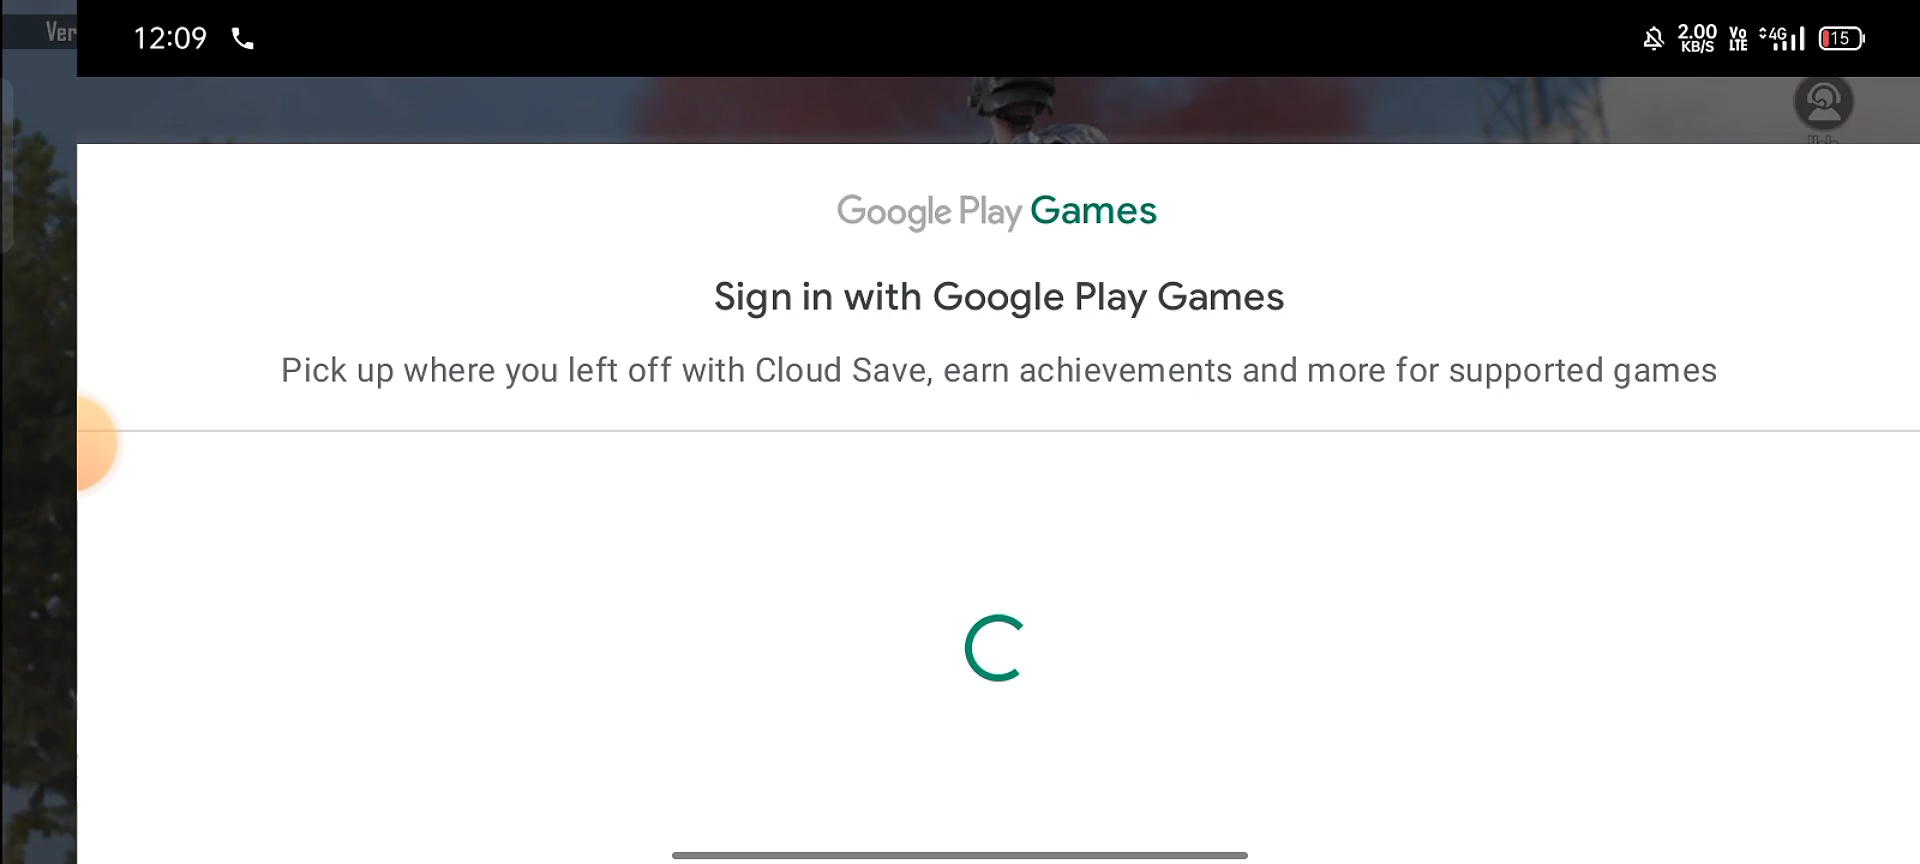 Ver
12:09
2.00 KB/S Vo LTE 4G 15
Google Play Games
Sign in with Google Play Games
Pick up where you left off with Cloud Save, earn achievements and more for supported games